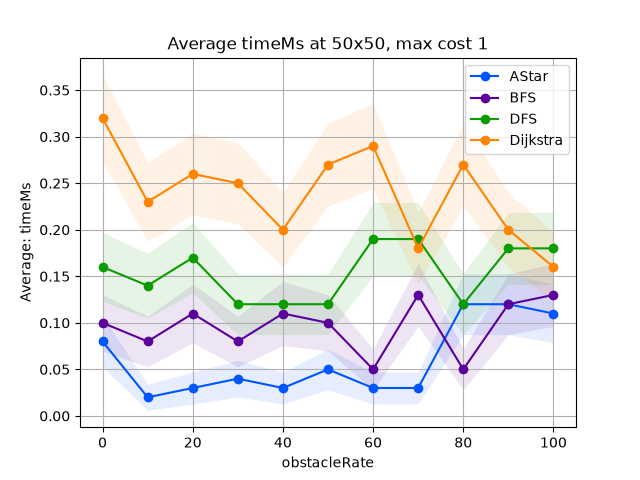 Average timeMs at 50x50, max cost 1
Average: timeMs
0.35
0.30
0.25
0.20
0.15
0.10
0.05
0.00
0
20
40
60
80
100
obstacleRate
AStar
BFS
DFS
Dijkstra